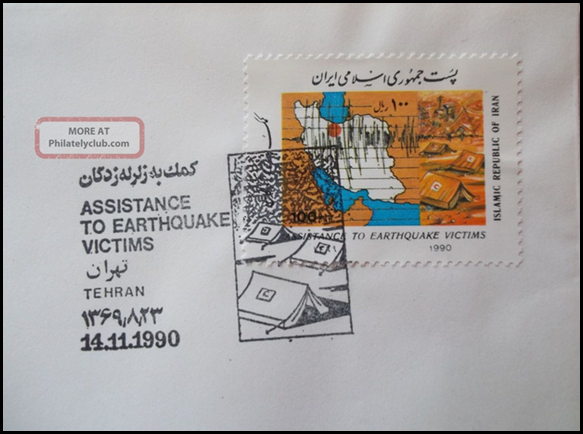 پست جمهوری اسلامی ایران
۱۰۰ ریال
ISLAMIC REPUBLIC OF IRAN
100
ASSISTANCE TO EARTHQUAKE VICTIMS
1990
MORE AT
Philatelyclub.com
کمک به زلزله زدگان
ASSISTANCE
TO EARTHQUAKE
VICTIMS
تهران
TEHRAN
۱۳۶۹٫۸٫۲۳
14.11.1990